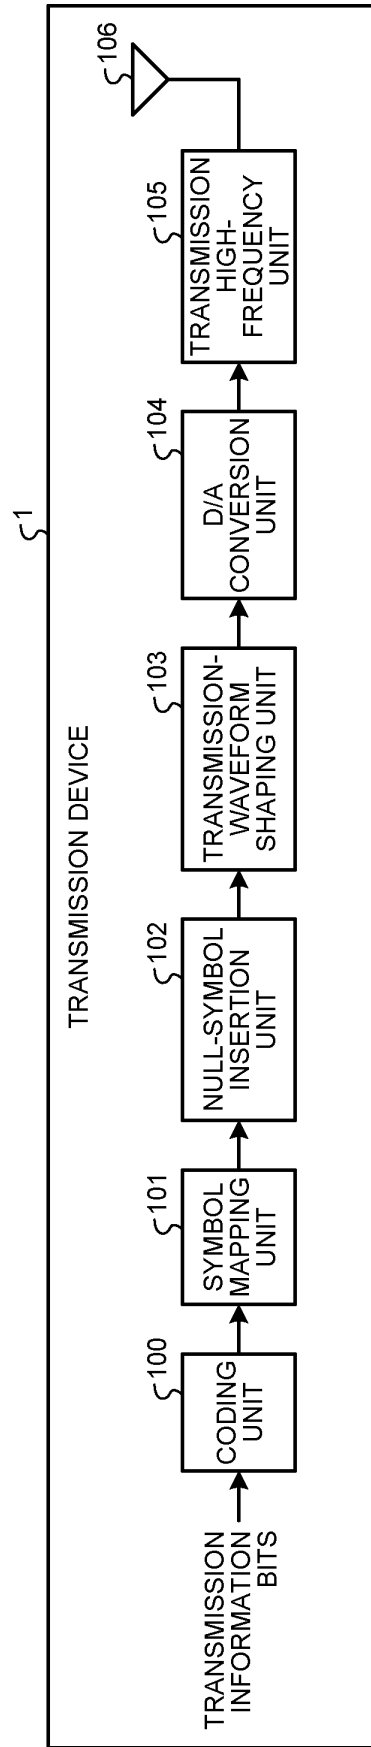 1
TRANSMISSION DEVICE
TRANSMISSION
INFORMATION
BITS
100
CODING
UNIT
101
SYMBOL
MAPPING
UNIT
102
NULL-SYMBOL
INSERTION
UNIT
103
TRANSMISSION-
WAVEFORM
SHAPING UNIT
104
D/A
CONVERSION
UNIT
105
TRANSMISSION
HIGH-
FREQUENCY
UNIT
106